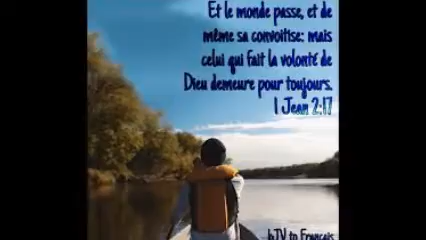 Et le monde passe, et de
même sa convoitise: mais
celui qui fait la volonté de
Dieu demeure pour toujours.
1 Jean 2:17
to Français